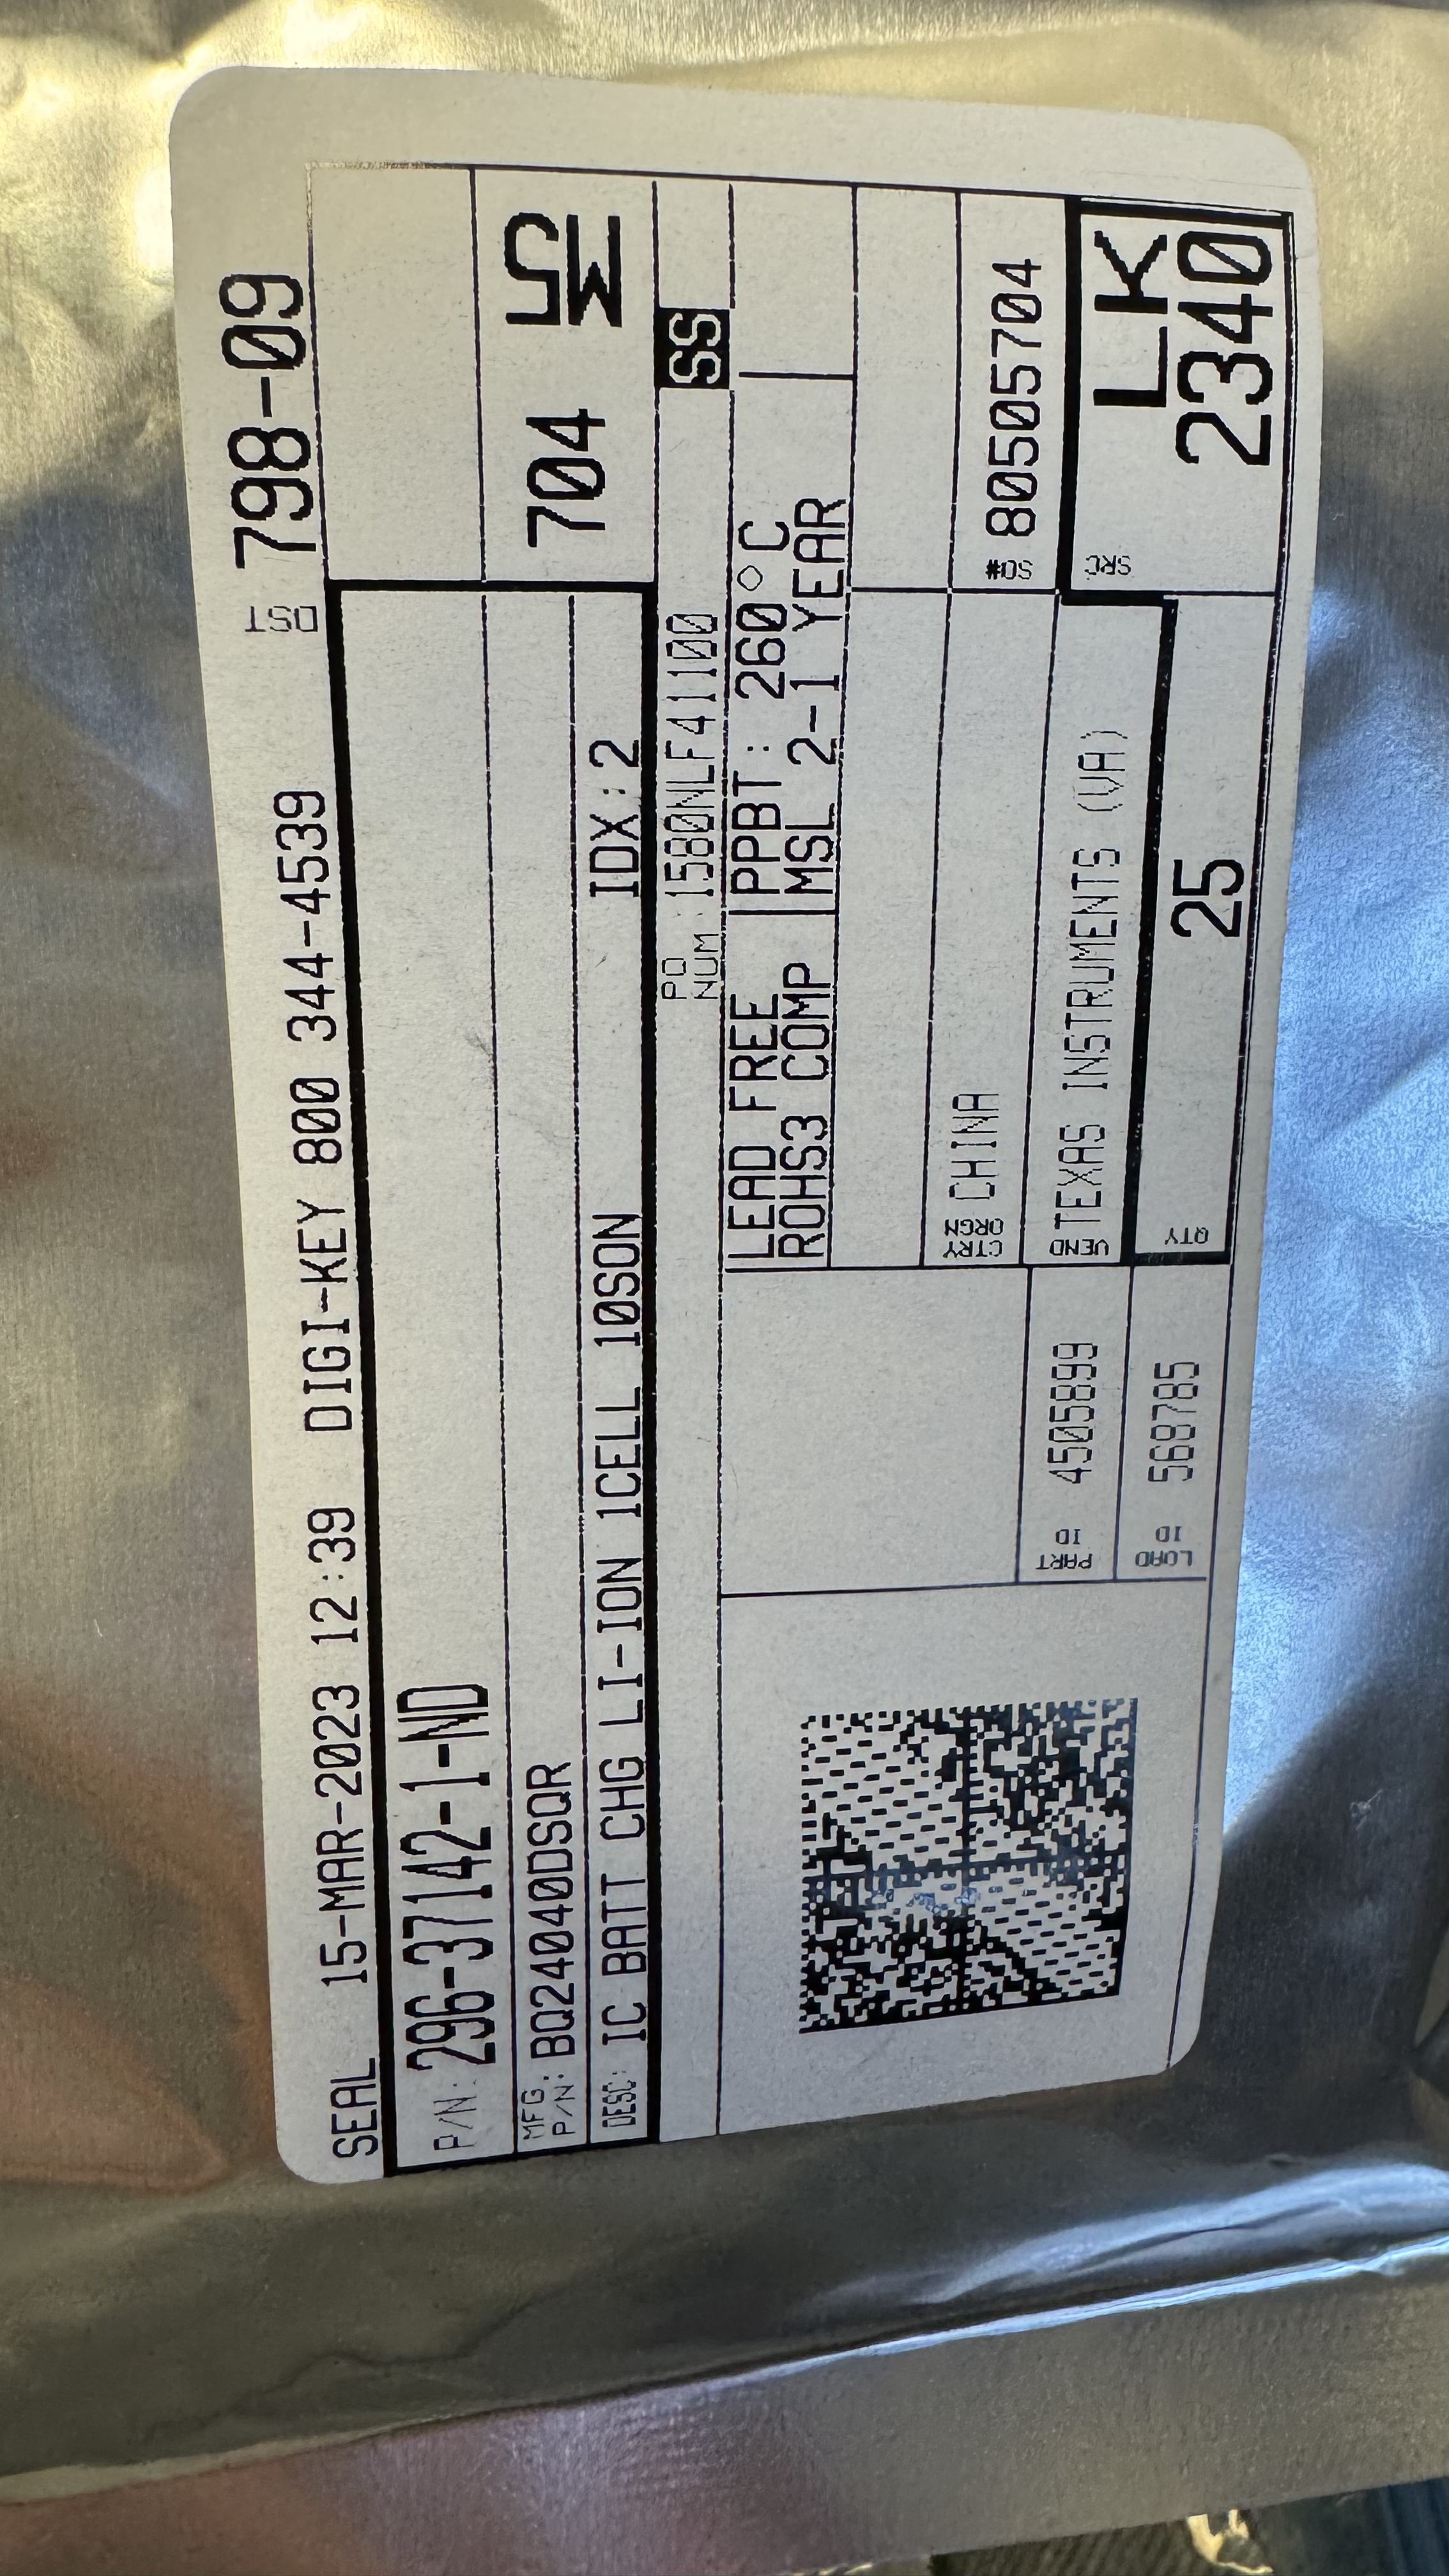 DST 798-09
SEAL 15-MAR-2023 12:39 DIGI-KEY 800 344-4539
P/N: 296-37142-1-ND
MFG. P/N: BQ24040DSQR
704 W5
DESC: IC BATT CHG LI-ION 1CELL 10SON IDX:2
PO NUM 1580NLF41100 SS
LEAD FREE PPBT: 260°C
ROHS3 COMP MSL 2-1 YEAR
CTRY ORGN CHINA
SO# 80505704
PART ID 4505899
VEND TEXAS INSTRUMENTS (VA)
LOAD ID 568785
QTY 25
SRC LK
2340